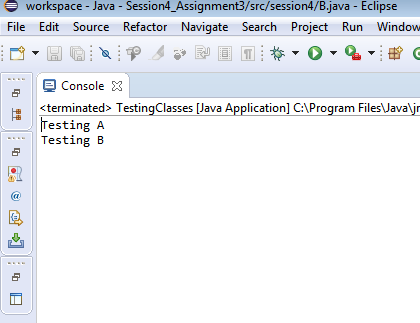 workspace - Java - Session4_Assignment3/src/session4/B.java - Eclipse
File Edit Source Refactor Navigate Search Project Run
Console
<terminated> TestingClasses [Java Application] C:\Program Files\Java\jr
Testing A
Testing B